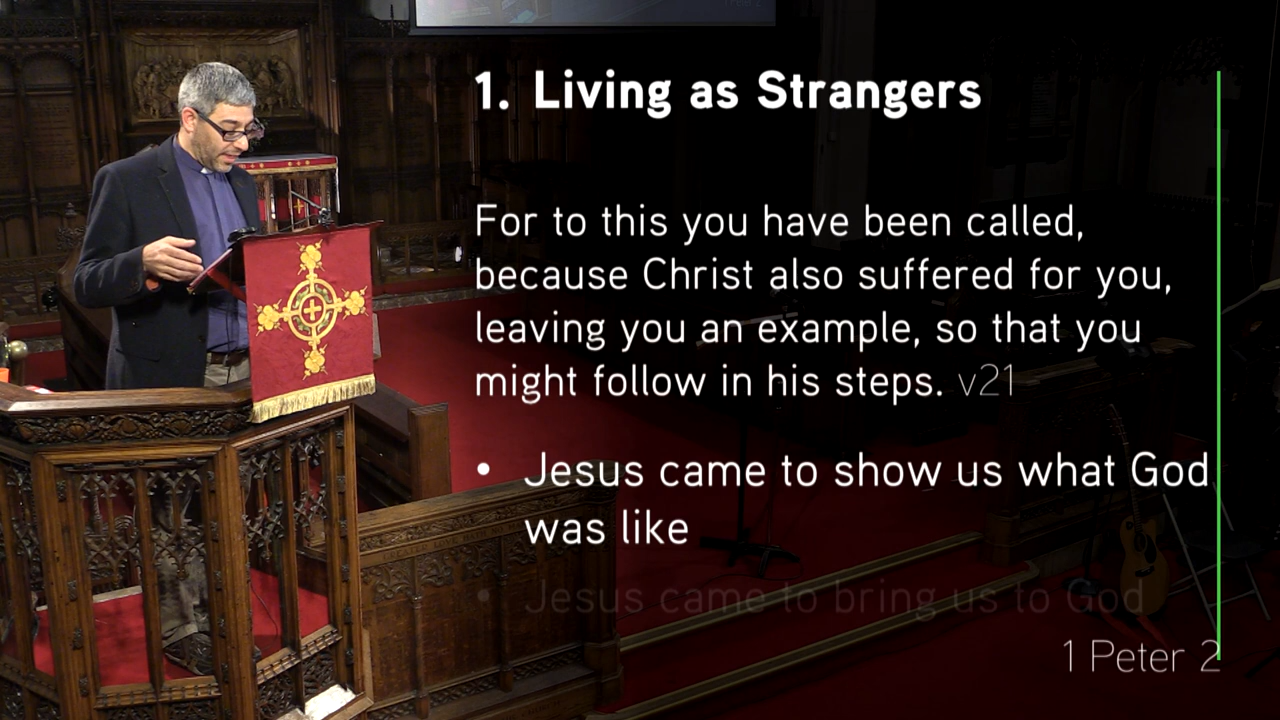 1. Living as Strangers
For to this you have been called,
because Christ also suffered for you,
leaving you an example, so that you
might follow in his steps. v21
• Jesus came to show us what God
was like
• Jesus came to bring us to God
1 Peter 2